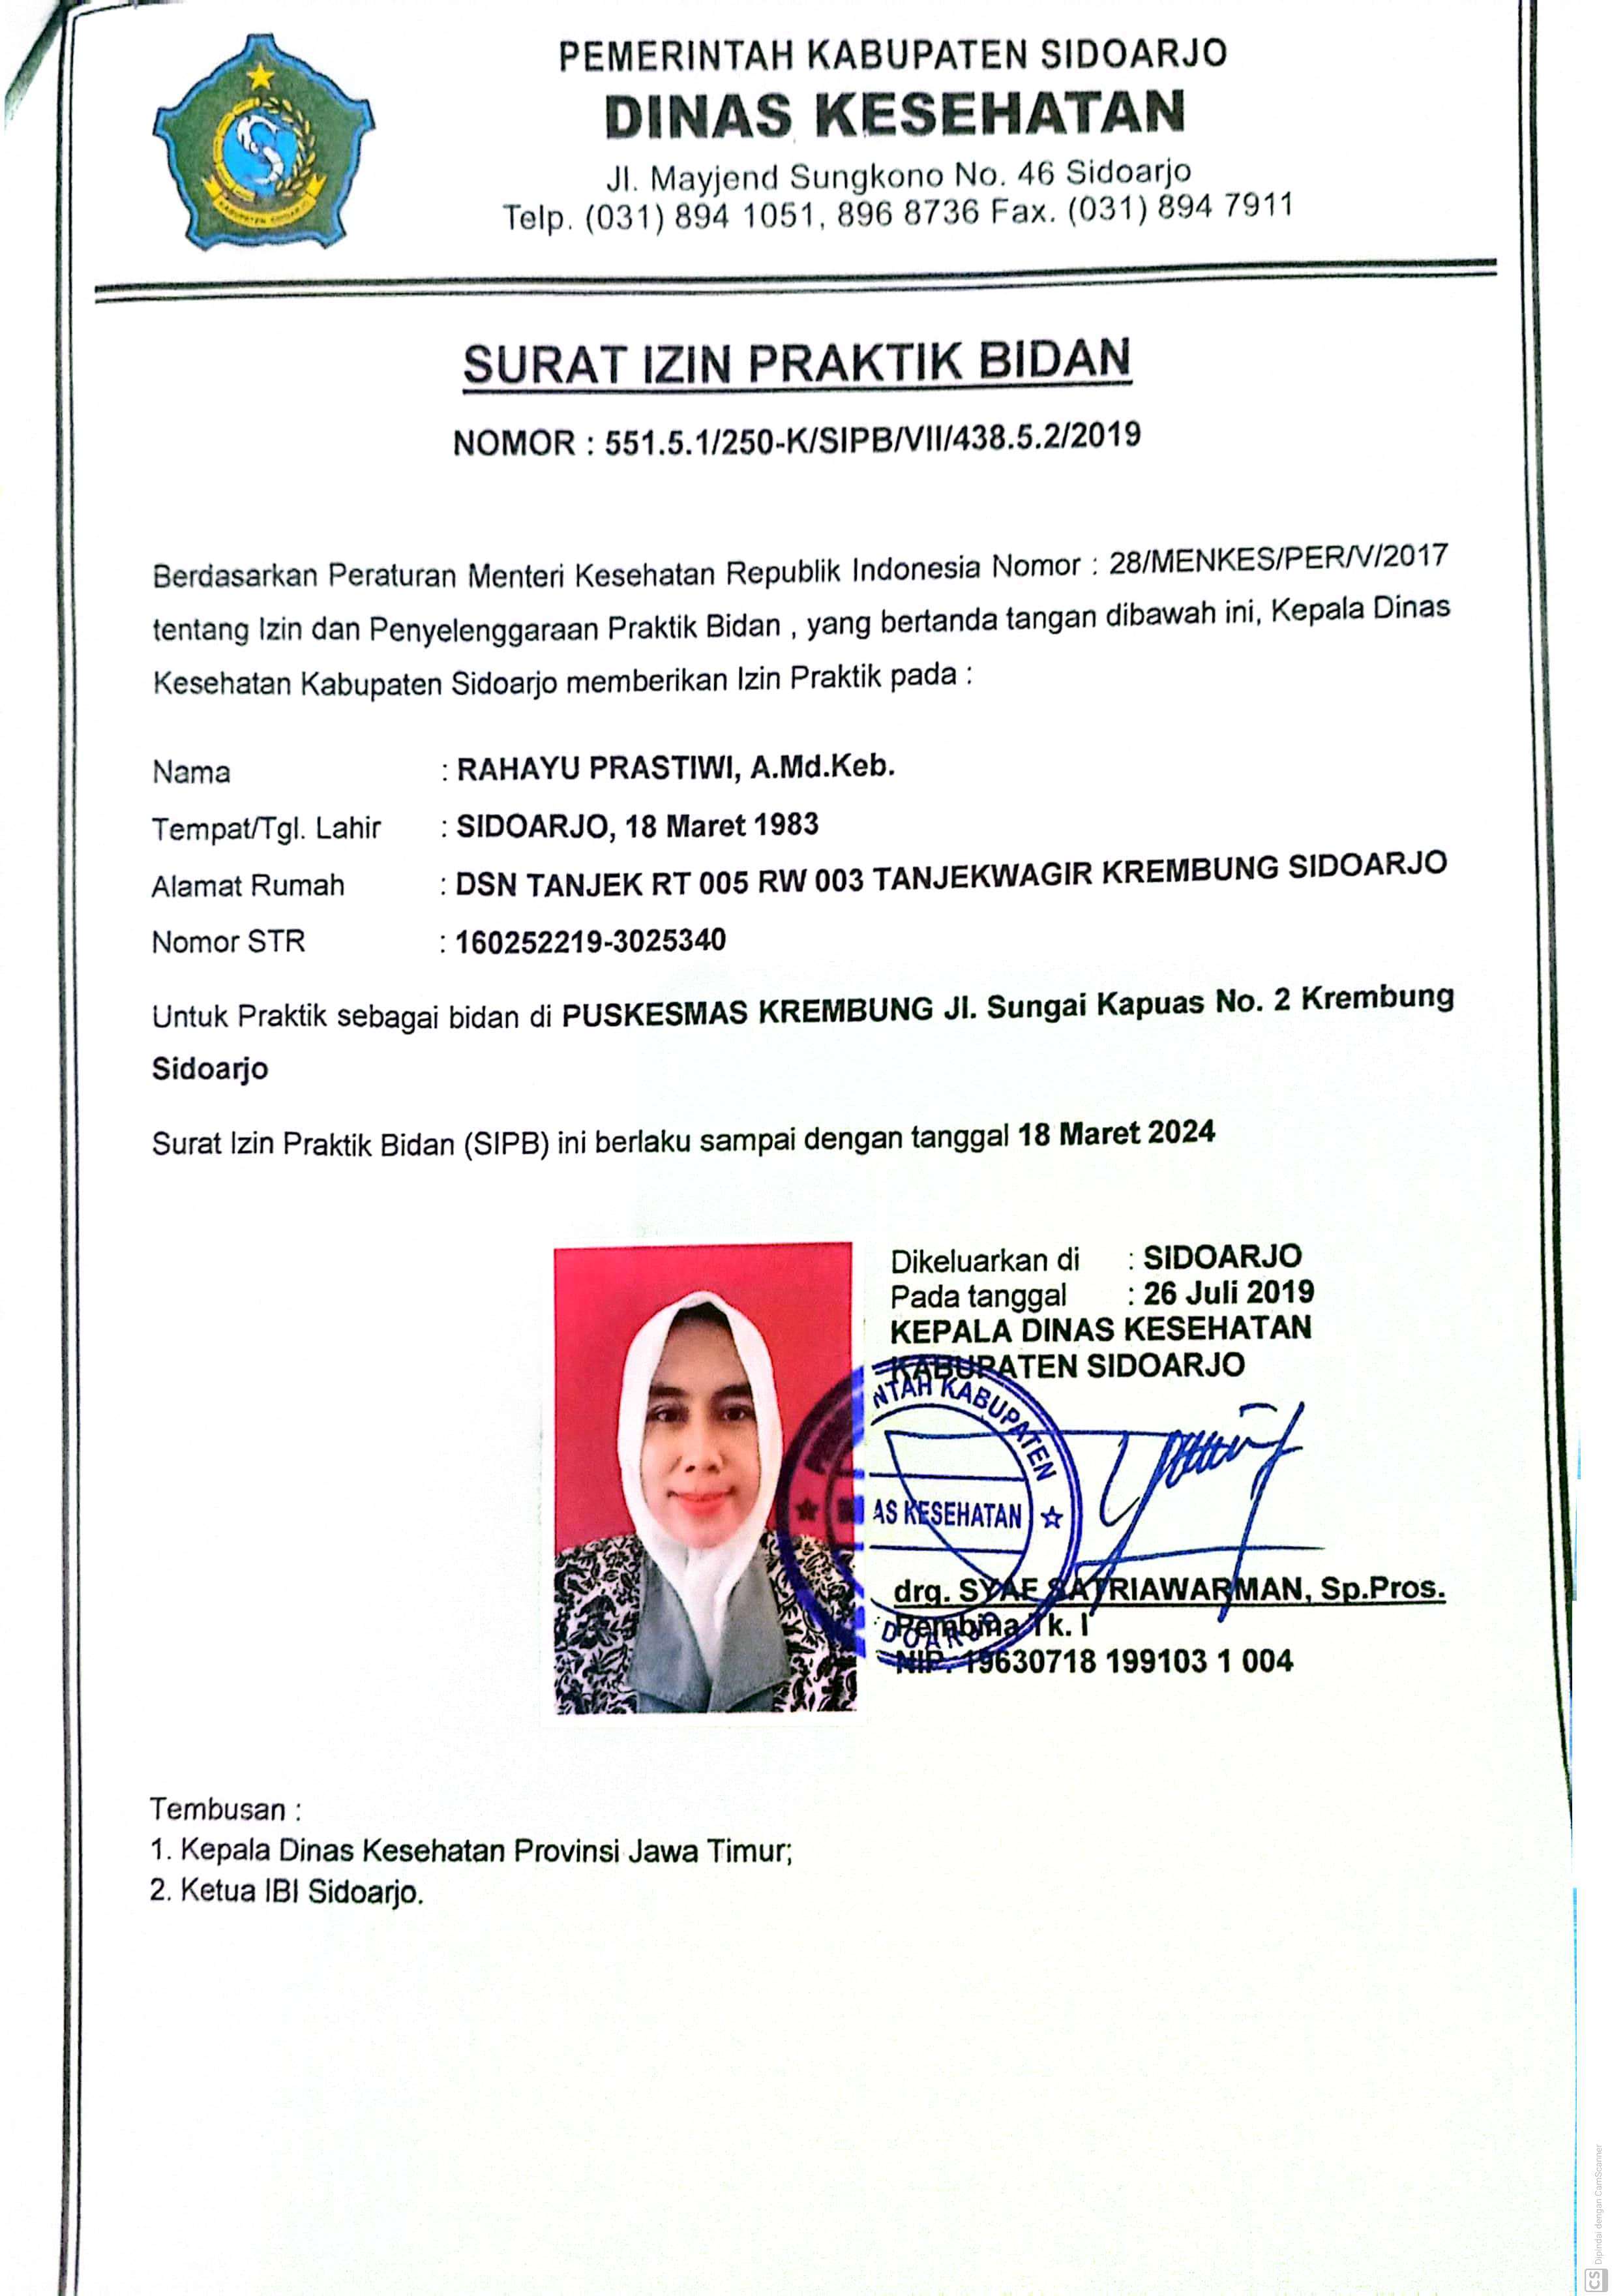 PEMERINTAH KABUPATEN SIDOARJO
DINAS KESEHATAN
Jl. Mayjend Sungkono No. 46 Sidoarjo
Telp. (031) 894 1051, 896 8736 Fax. (031) 894 7911
KABUPATEN SIDOARJO
SURAT IZIN PRAKTIK BIDAN
NOMOR : 551.5.1/250-K/SIPB/VII/438.5.2/2019
Berdasarkan Peraturan Menteri Kesehatan Republik Indonesia Nomor : 28/MENKES/PER/V/2017
tentang Izin dan Penyelenggaraan Praktik Bidan , yang bertanda tangan dibawah ini, Kepala Dinas
Kesehatan Kabupaten Sidoarjo memberikan Izin Praktik pada :
Nama : RAHAYU PRASTIWI, A.Md.Keb.
Tempat/Tgl. Lahir : SIDOARJO, 18 Maret 1983
Alamat Rumah : DSN TANJEK RT 005 RW 003 TANJEKWAGIR KREMBUNG SIDOARJO
Nomor STR : 160252219-3025340
Untuk Praktik sebagai bidan di PUSKESMAS KREMBUNG Jl. Sungai Kapuas No. 2 Krembung
Sidoarjo
Surat Izin Praktik Bidan (SIPB) ini berlaku sampai dengan tanggal 18 Maret 2024
Dikeluarkan di : SIDOARJO
Pada tanggal : 26 Juli 2019
KEPALA DINAS KESEHATAN
KABUPATEN SIDOARJO
NTAH KABUPATEN
AS KESEHATAN
DOARJO
drg. SYAF SATRIAWARMAN, Sp.Pros.
Pembina Tk. I
NIP. 19630718 199103 1 004
Tembusan :
1. Kepala Dinas Kesehatan Provinsi Jawa Timur;
2. Ketua IBI Sidoarjo.
CS Dipindai dengan CamScanner